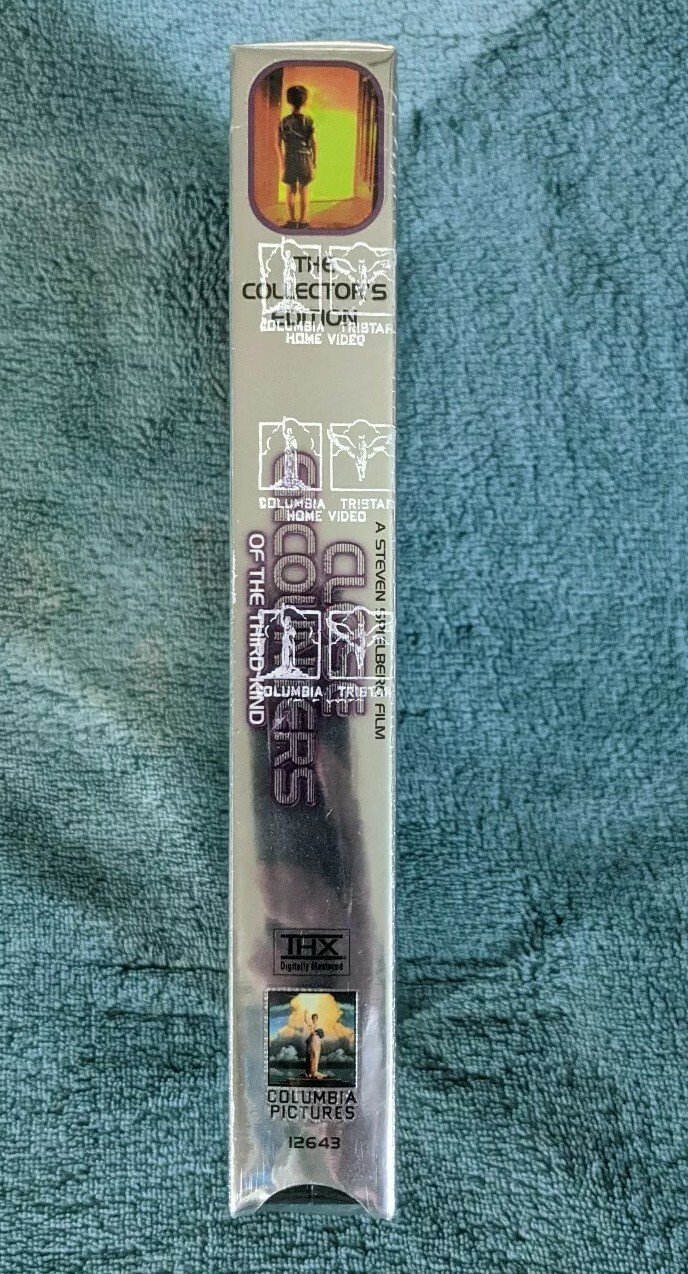 THE
COLLECTOR'S
EDITION
COLUMBIA TRISTAR
HOME VIDEO
COLUMBIA TRISTAR
HOME VIDEO
A STEVEN SPIELBERG FILM
CLOSE
ENCOUNTERS
OF THE THIRD KIND
COLUMBIA TRISTAR
THX
Digitally Mastered
COLUMBIA
PICTURES
12643